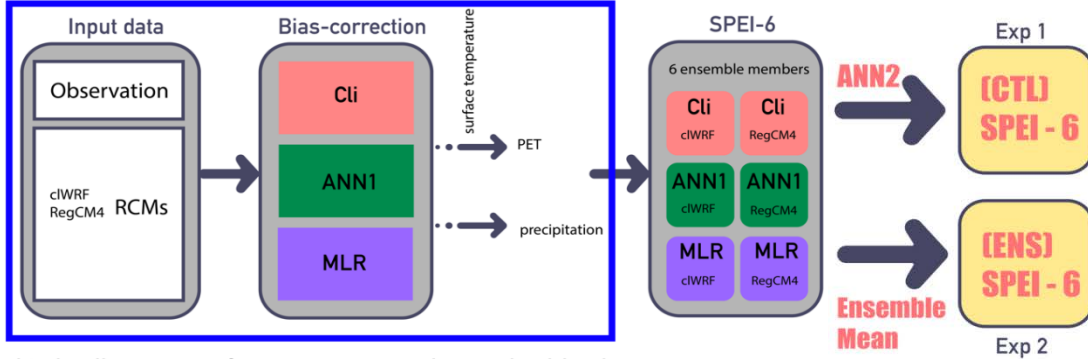 Input data
Observation
clWRF
RegCM4 RCMs
Bias-correction
Cli
ANN1
MLR
surface temperature
PET
precipitation
SPEI-6
6 ensemble members
Cli
clWRF
Cli
RegCM4
ANN1
clWRF
ANN1
RegCM4
MLR
clWRF
MLR
RegCM4
ANN2
Exp 1
(CTL)
SPEI - 6
Ensemble
Mean
(ENS)
SPEI - 6
Exp 2